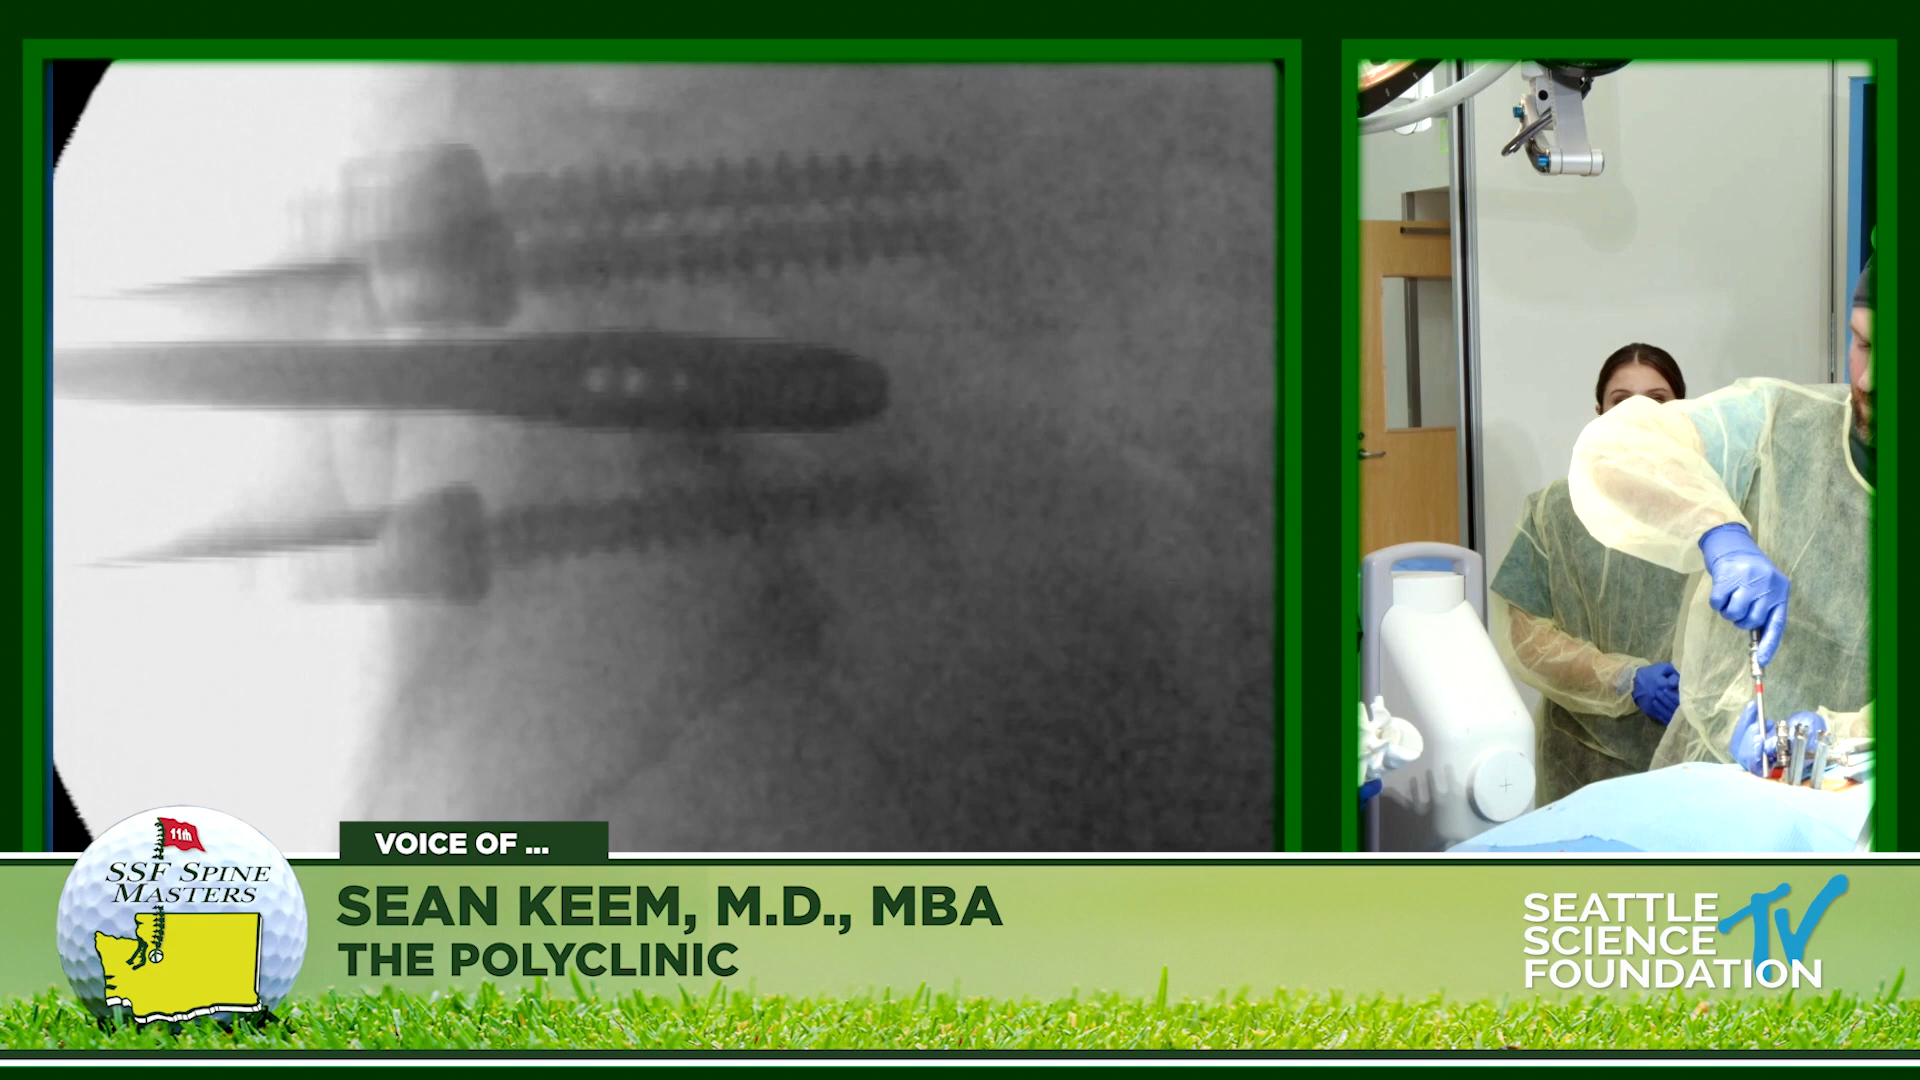 11th
SSF SPINE
MASTERS
VOICE OF ...
SEAN KEEM, M.D., MBA
THE POLYCLINIC
SEATTLE
SCIENCE
FOUNDATION
TV